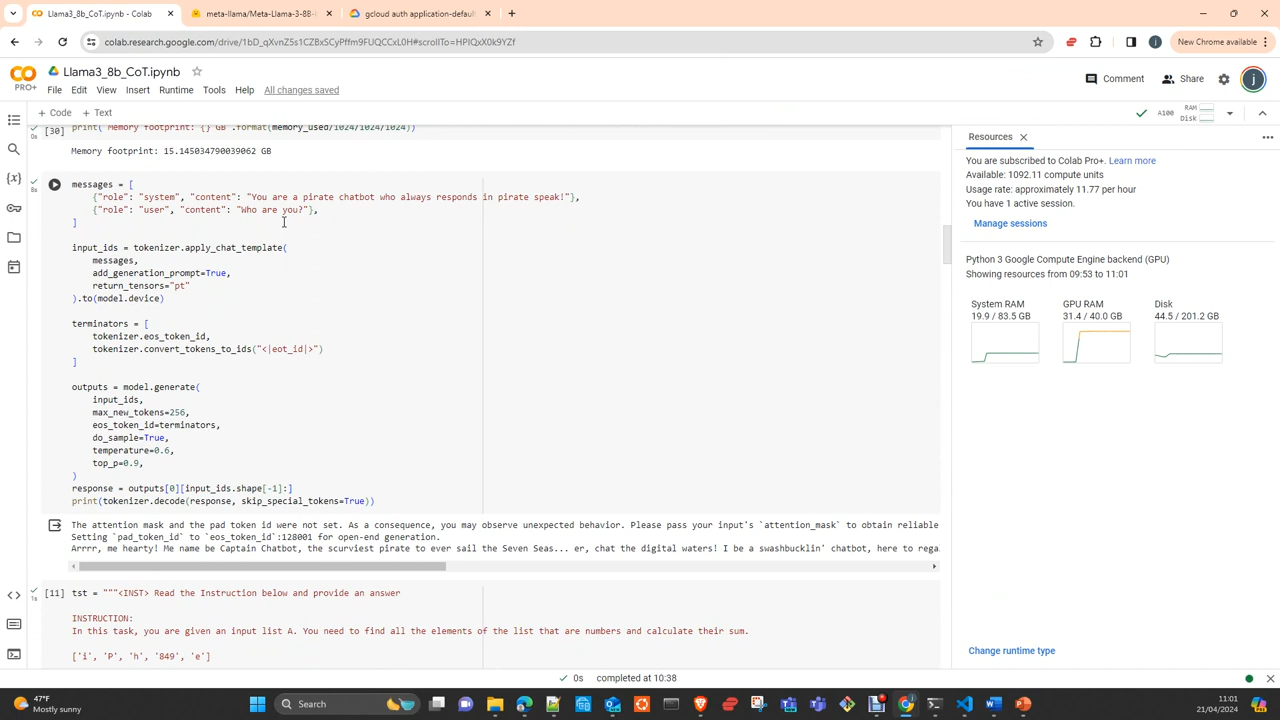 Llama3_8b_CoT.ipynb - Colab
meta-llama/Meta-Llama-3-8B-I
gcloud auth application-default
colab.research.google.com/drive/1bD_qXvnZ5s1CZBxSCyPffm9FUQCCxL0H#scrollTo=HPIQxX0k9YZf
New Chrome available
Llama3_8b_CoT.ipynb
PRO+
File Edit View Insert Runtime Tools Help All changes saved
Comment
Share
j
+ Code + Text
A100
RAM
Disk
[30]
0s
print( Memory footprint: {} GB .format(memory_used/1024/1024/1024))
Memory footprint: 15.145034790039062 GB
8s
messages = [
{"role": "system", "content": "You are a pirate chatbot who always responds in pirate speak!"},
{"role": "user", "content": "Who are you?"},
]
input_ids = tokenizer.apply_chat_template(
messages,
add_generation_prompt=True,
return_tensors="pt"
).to(model.device)
terminators = [
tokenizer.eos_token_id,
tokenizer.convert_tokens_to_ids("<|eot_id|>")
]
outputs = model.generate(
input_ids,
max_new_tokens=256,
eos_token_id=terminators,
do_sample=True,
temperature=0.6,
top_p=0.9,
)
response = outputs[0][input_ids.shape[-1]:]
print(tokenizer.decode(response, skip_special_tokens=True))
The attention mask and the pad token id were not set. As a consequence, you may observe unexpected behavior. Please pass your input's `attention_mask` to obtain reliable
Setting `pad_token_id` to `eos_token_id`:128001 for open-end generation.
Arrrr, me hearty! Me name be Captain Chatbot, the scurviest pirate to ever sail the Seven Seas... er, chat the digital waters! I be a swashbucklin' chatbot, here to rega
[11]
1s
tst = """<INST> Read the Instruction below and provide an answer
INSTRUCTION:
In this task, you are given an input list A. You need to find all the elements of the list that are numbers and calculate their sum.
['i', 'P', 'h', '849', 'e']
Resources
You are subscribed to Colab Pro+. Learn more
Available: 1092.11 compute units
Usage rate: approximately 11.77 per hour
You have 1 active session.
Manage sessions
Python 3 Google Compute Engine backend (GPU)
Showing resources from 09:53 to 11:01
System RAM
19.9 / 83.5 GB
GPU RAM
31.4 / 40.0 GB
Disk
44.5 / 201.2 GB
Change runtime type
0s completed at 10:38
47°F
Mostly sunny
Search
11:01
21/04/2024